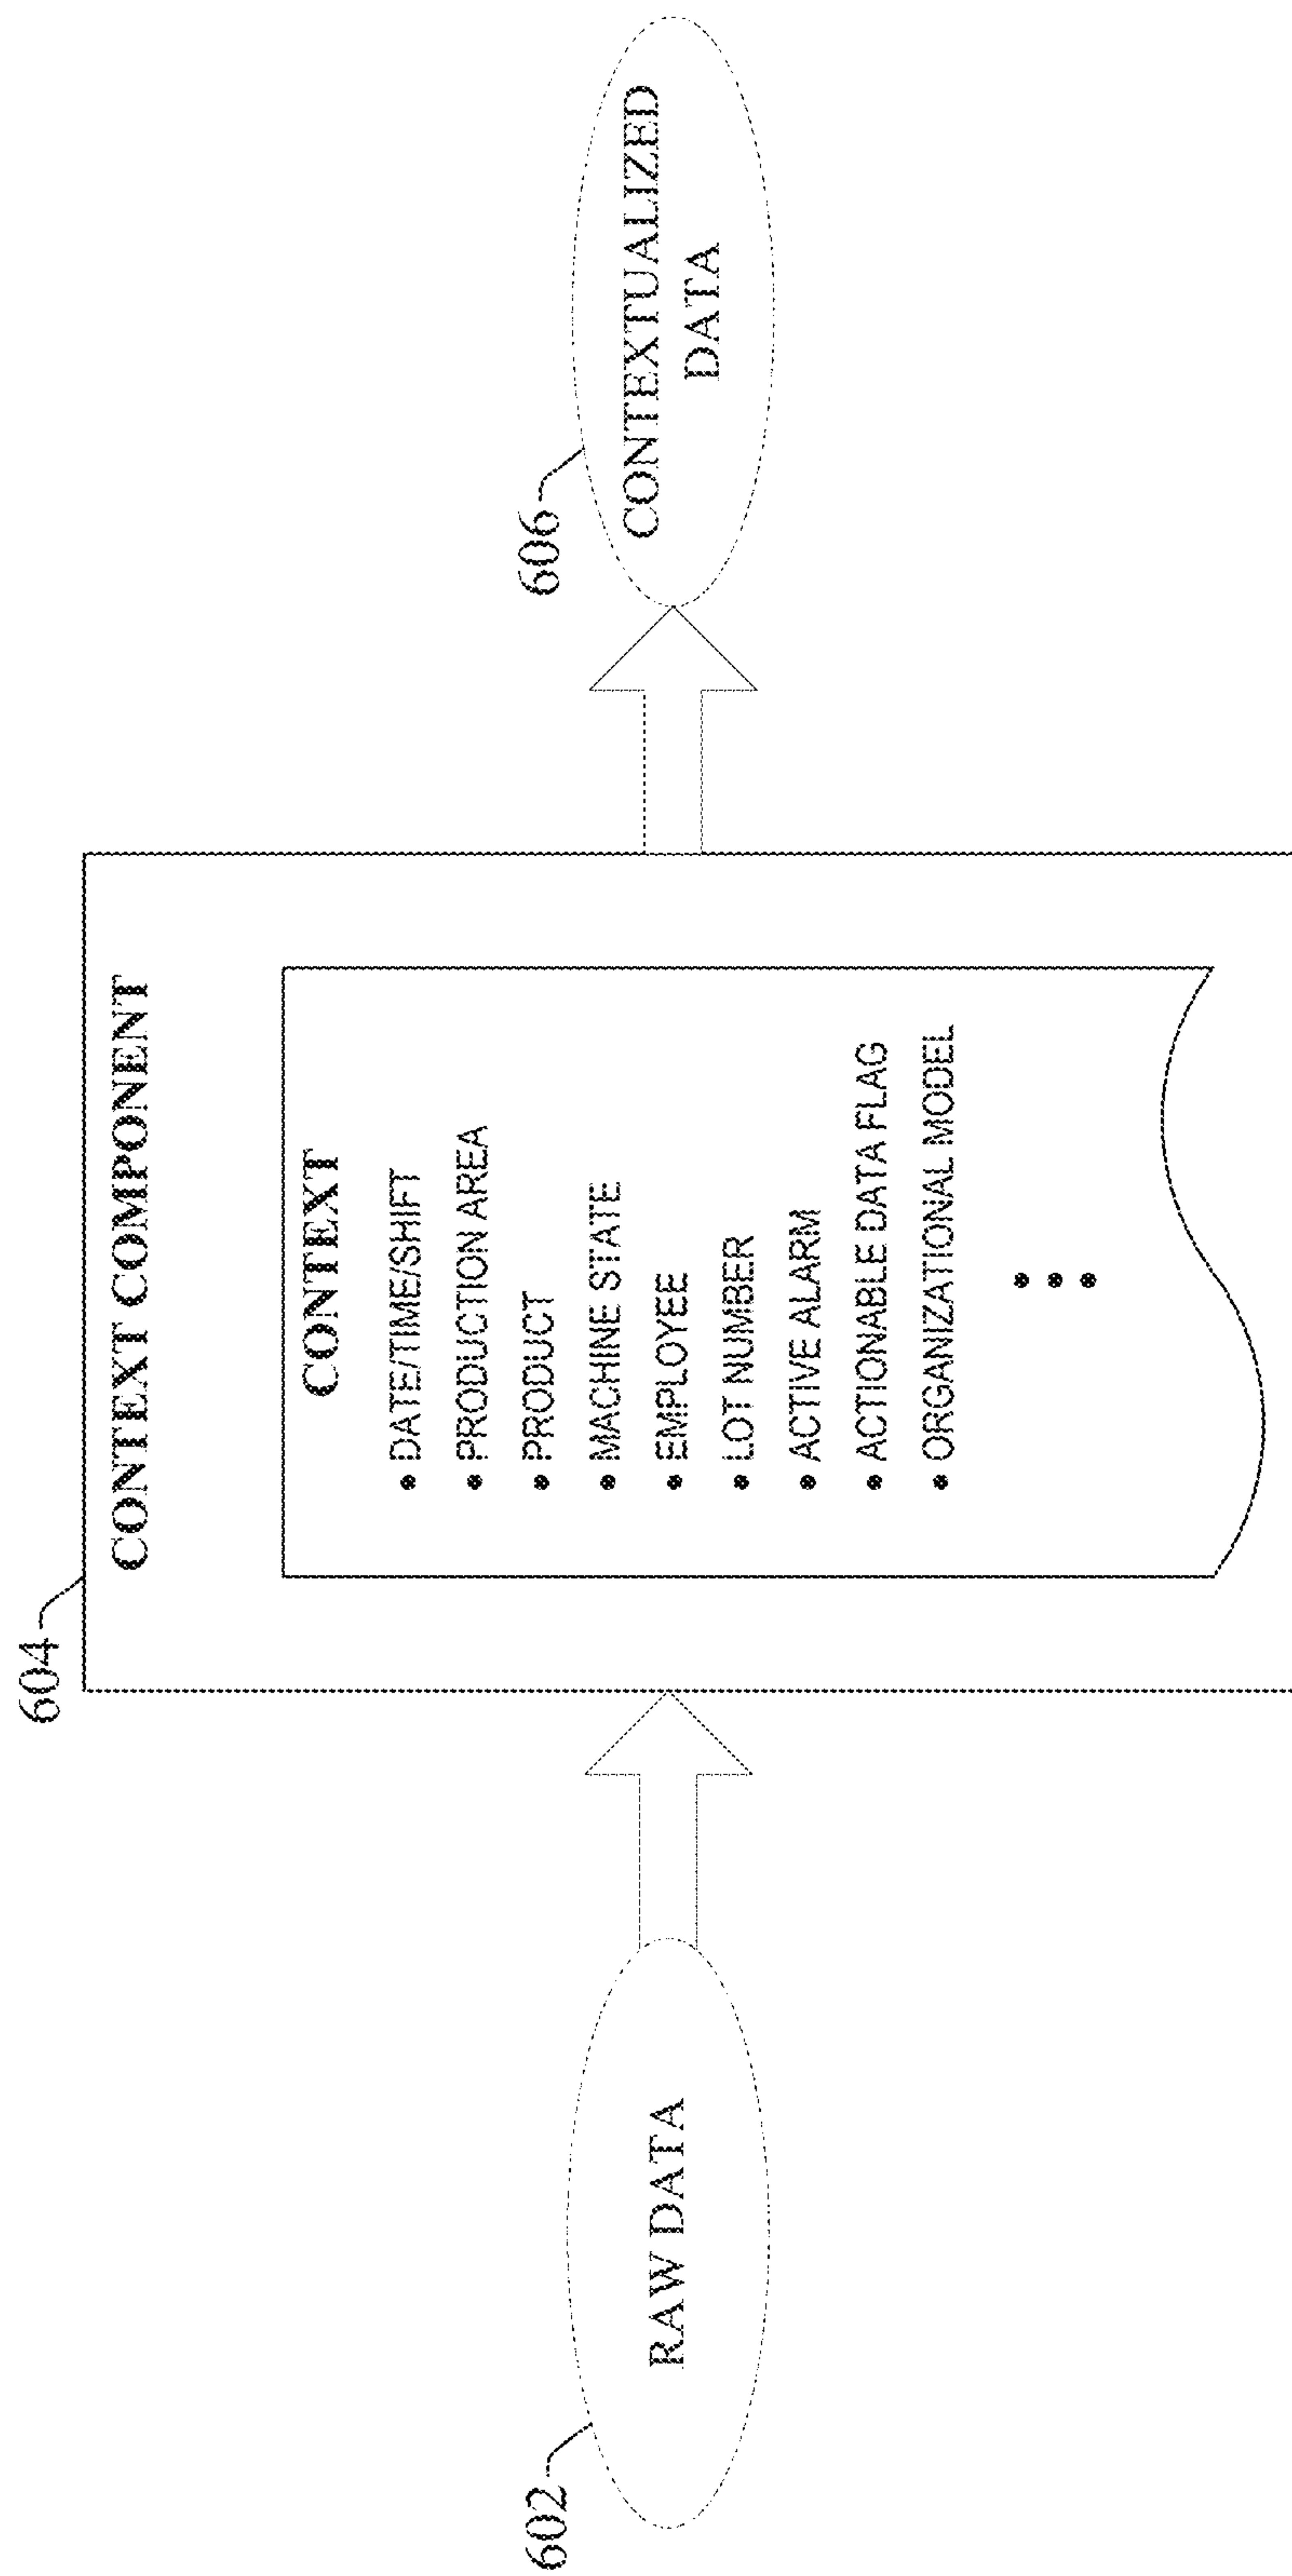 604
CONTEXT COMPONENT
CONTEXT
• DATE/TIME/SHIFT
• PRODUCTION AREA
• PRODUCT
• MACHINE STATE
• EMPLOYEE
• LOT NUMBER
• ACTIVE ALARM
• ACTIONABLE DATA FLAG
• ORGANIZATIONAL MODEL
602
RAW DATA
606
CONTEXTUALIZED
DATA